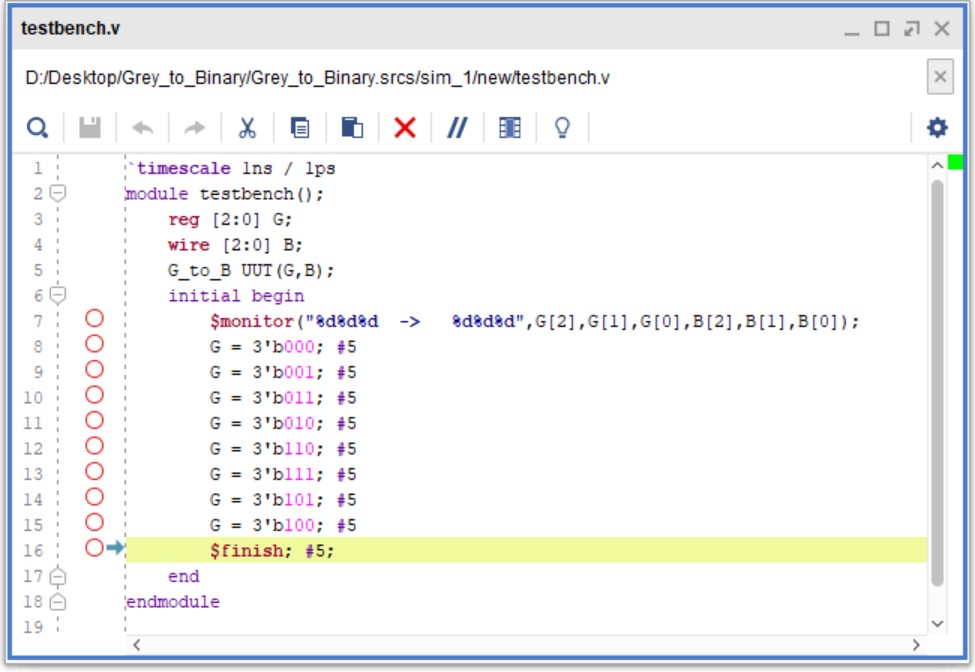 testbench.v
D:/Desktop/Grey_to_Binary/Grey_to_Binary.srcs/sim_1/new/testbench.v
1 `timescale 1ns / 1ps
2 module testbench();
3 reg [2:0] G;
4 wire [2:0] B;
5 G_to_B UUT(G,B);
6 initial begin
7 $monitor("%d%d%d  ->   %d%d%d",G[2],G[1],G[0],B[2],B[1],B[0]);
8 G = 3'b000; #5
9 G = 3'b001; #5
10 G = 3'b011; #5
11 G = 3'b010; #5
12 G = 3'b110; #5
13 G = 3'b111; #5
14 G = 3'b101; #5
15 G = 3'b100; #5
16 $finish; #5;
17 end
18 endmodule
19